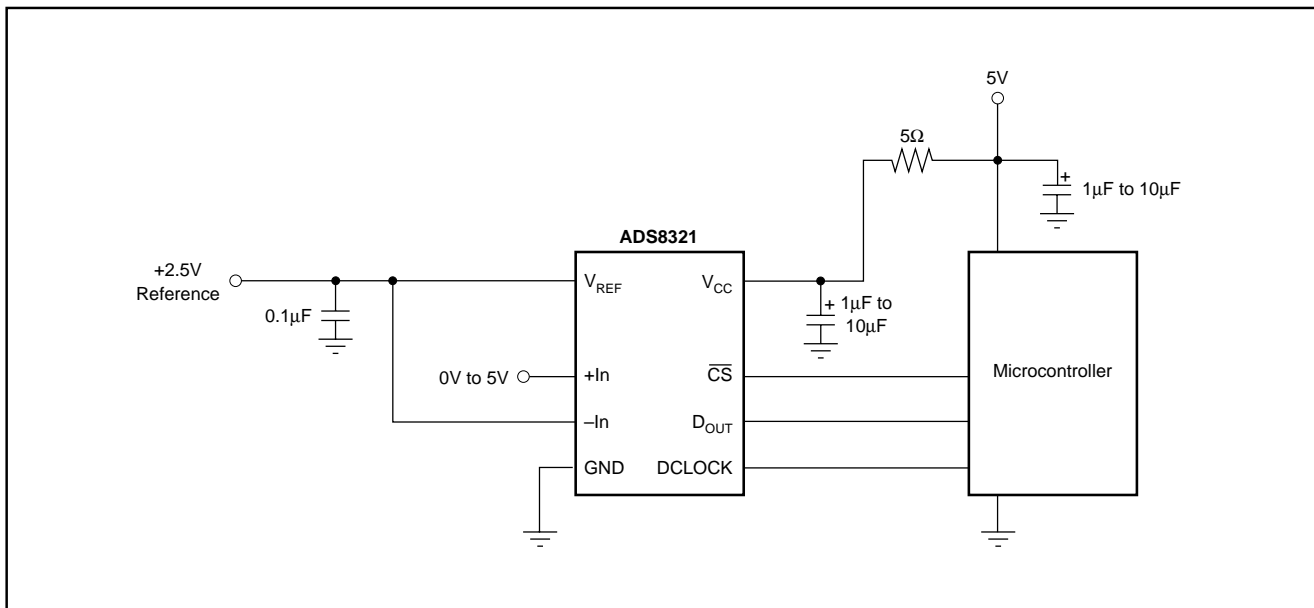 5V
5Ω
+
1µF to 10µF
ADS8321
+2.5V
Reference
V_REF
V_CC
0.1µF
+
1µF to
10µF
0V to 5V
+In
C̅S̅
Microcontroller
–In
D_OUT
GND
DCLOCK